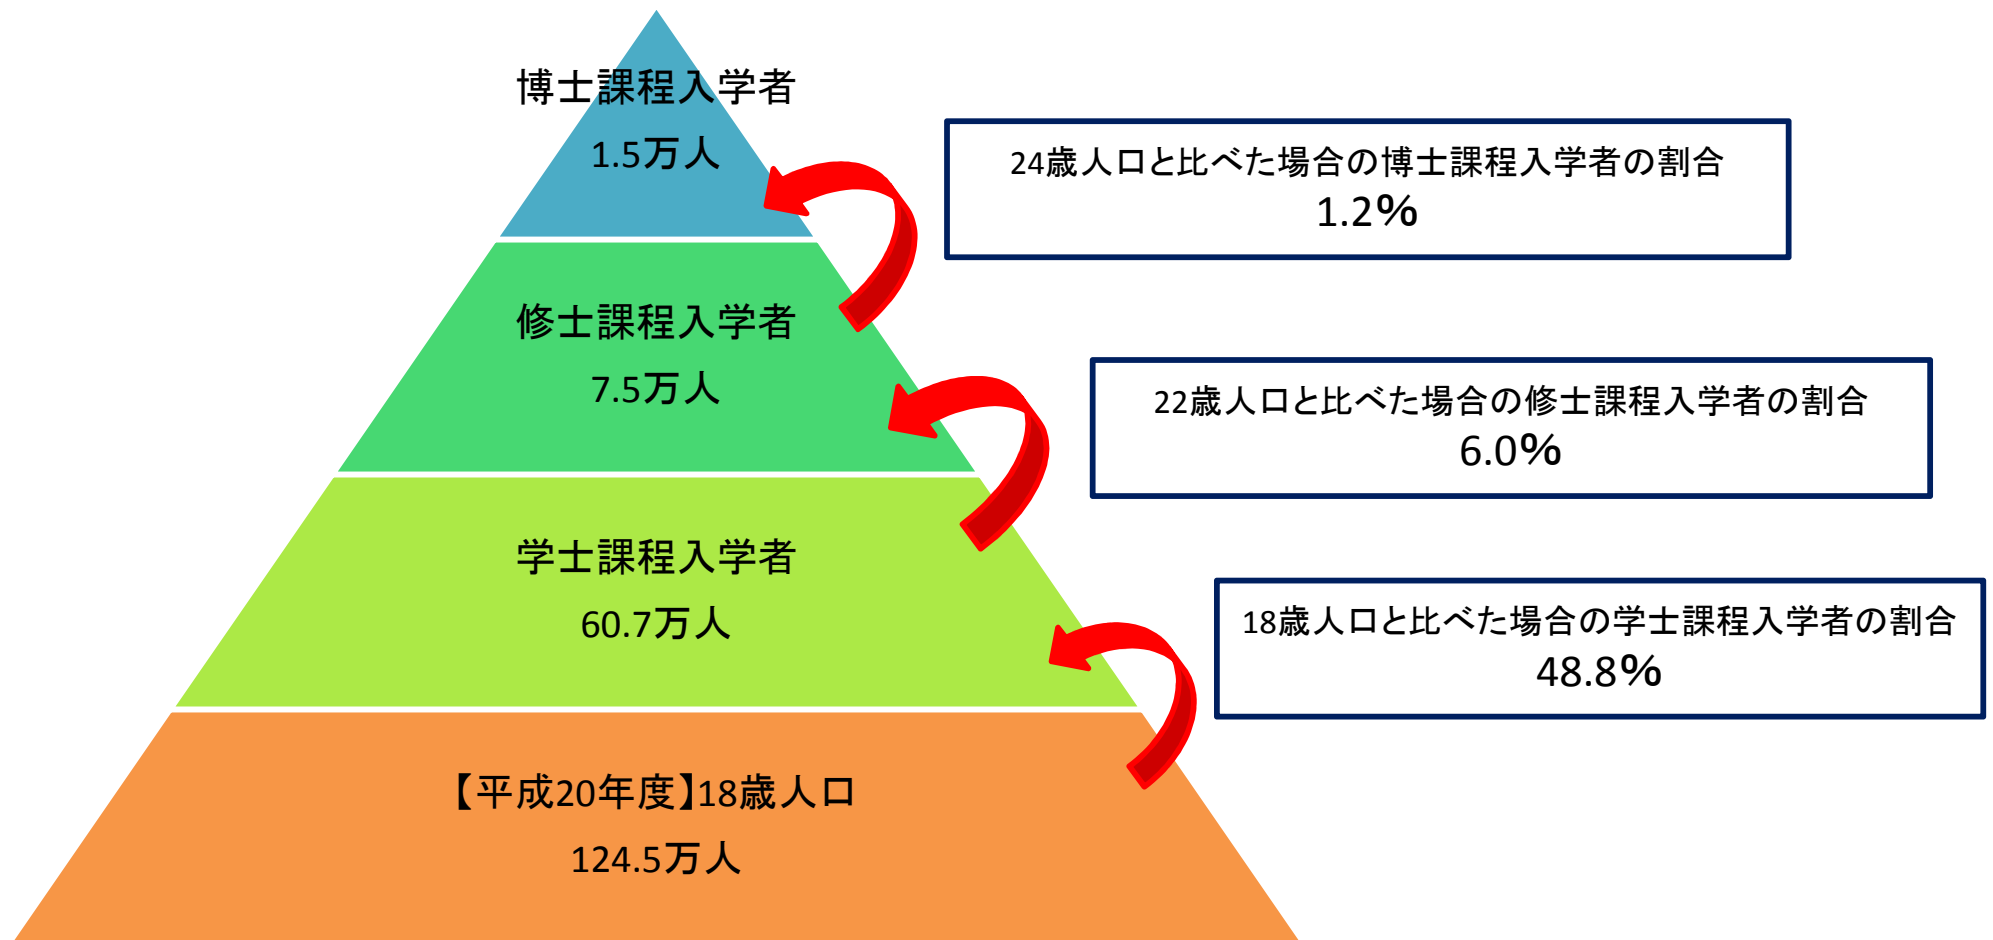 博士課程入学者
1.5万人
24歳人口と比べた場合の博士課程入学者の割合
1.2%
修士課程入学者
7.5万人
22歳人口と比べた場合の修士課程入学者の割合
6.0%
学士課程入学者
60.7万人
18歳人口と比べた場合の学士課程入学者の割合
48.8%
【平成20年度】18歳人口
124.5万人